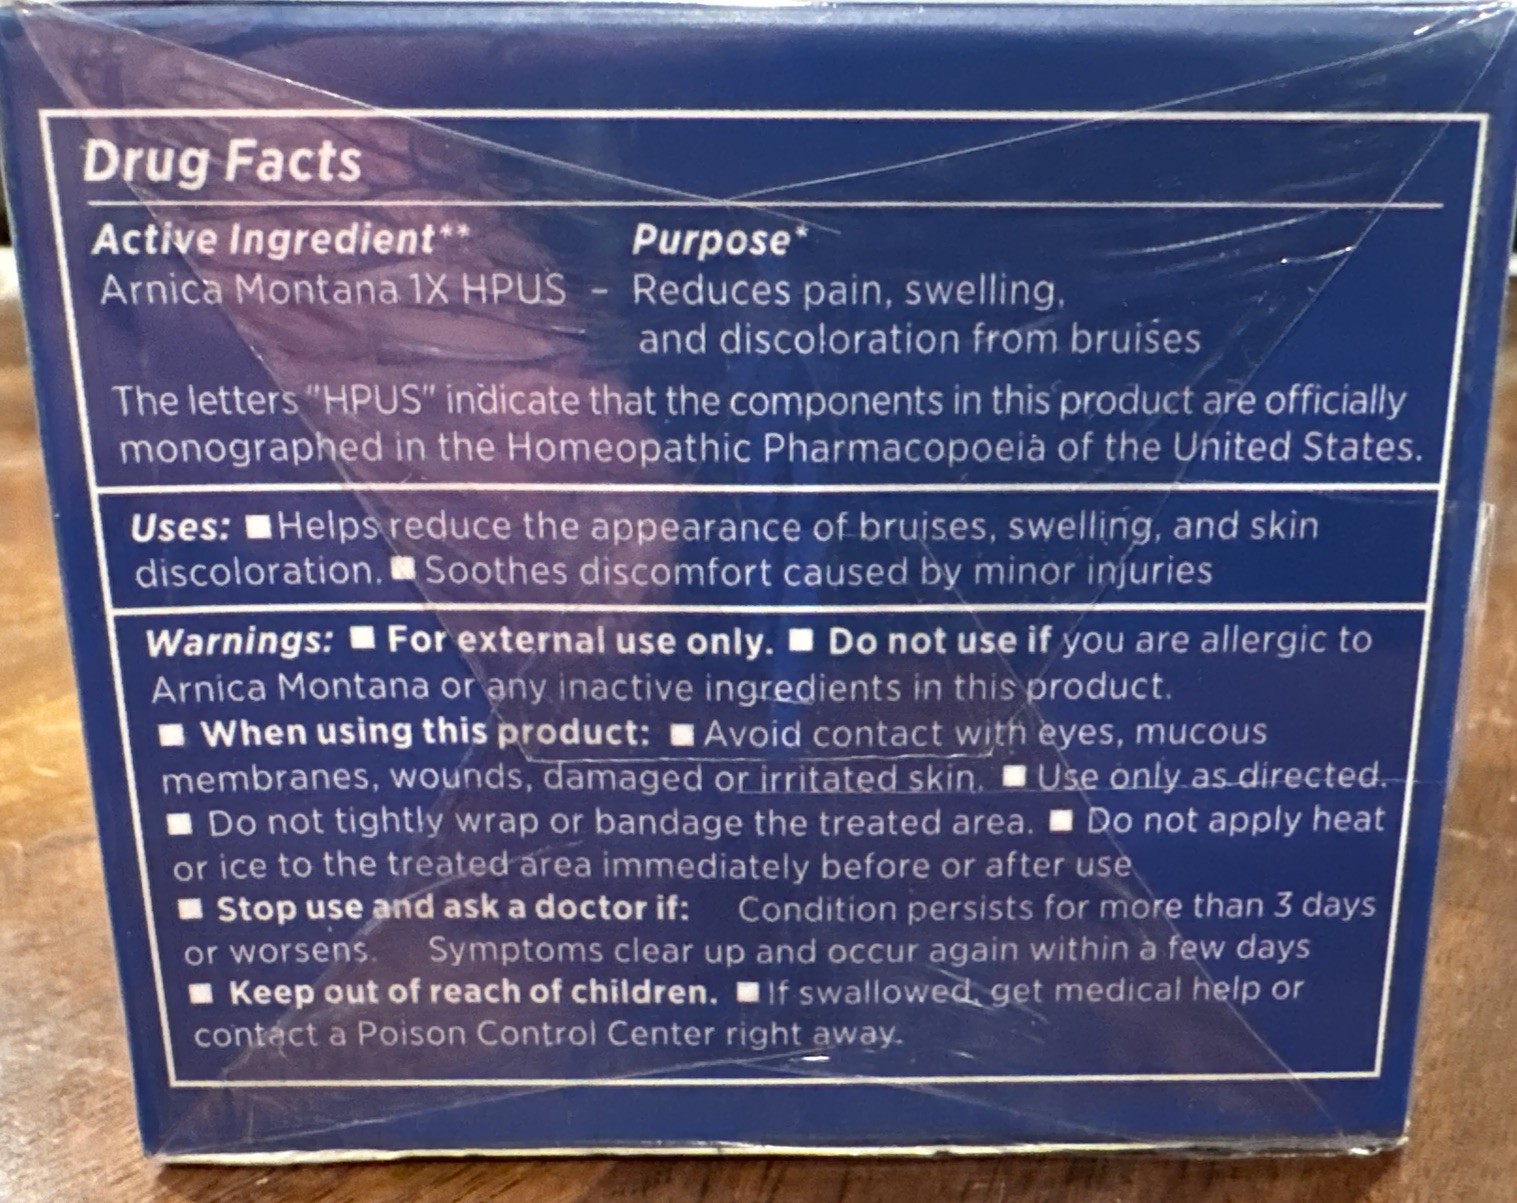 Drug Facts
Active Ingredient** Purpose*
Arnica Montana 1X HPUS – Reduces pain, swelling,
and discoloration from bruises
The letters "HPUS" indicate that the components in this product are officially
monographed in the Homeopathic Pharmacopoeia of the United States.
Uses: ■ Helps reduce the appearance of bruises, swelling, and skin
discoloration. ■ Soothes discomfort caused by minor injuries
Warnings: ■ For external use only. ■ Do not use if you are allergic to
Arnica Montana or any inactive ingredients in this product.
■ When using this product: ■ Avoid contact with eyes, mucous
membranes, wounds, damaged or irritated skin. ■ Use only as directed.
■ Do not tightly wrap or bandage the treated area. ■ Do not apply heat
or ice to the treated area immediately before or after use
■ Stop use and ask a doctor if: Condition persists for more than 3 days
or worsens. Symptoms clear up and occur again within a few days
■ Keep out of reach of children. ■ If swallowed, get medical help or
contact a Poison Control Center right away.